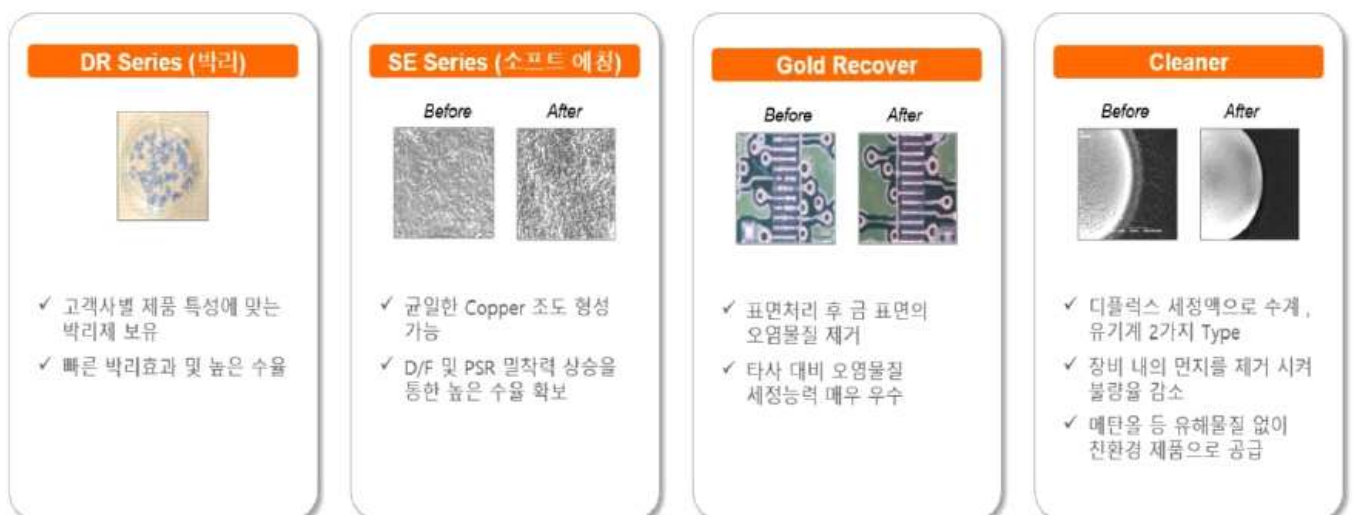 DR Series (박리)
✓ 고객사별 제품 특성에 맞는
박리제 보유
✓ 빠른 박리효과 및 높은 수율
SE Series (소프트 에칭)
Before After
✓ 균일한 Copper 조도 형성
가능
✓ D/F 및 PSR 밀착력 상승을
통한 높은 수율 확보
Gold Recover
Before After
✓ 표면처리 후 금 표면의
오염물질 제거
✓ 타사 대비 오염물질
세정능력 매우 우수
Cleaner
Before After
✓ 디플럭스 세정액으로 수계 ,
유기계 2가지 Type
✓ 장비 내의 먼지를 제거 시켜
불량율 감소
✓ 메탄올 등 유해물질 없이
친환경 제품으로 공급